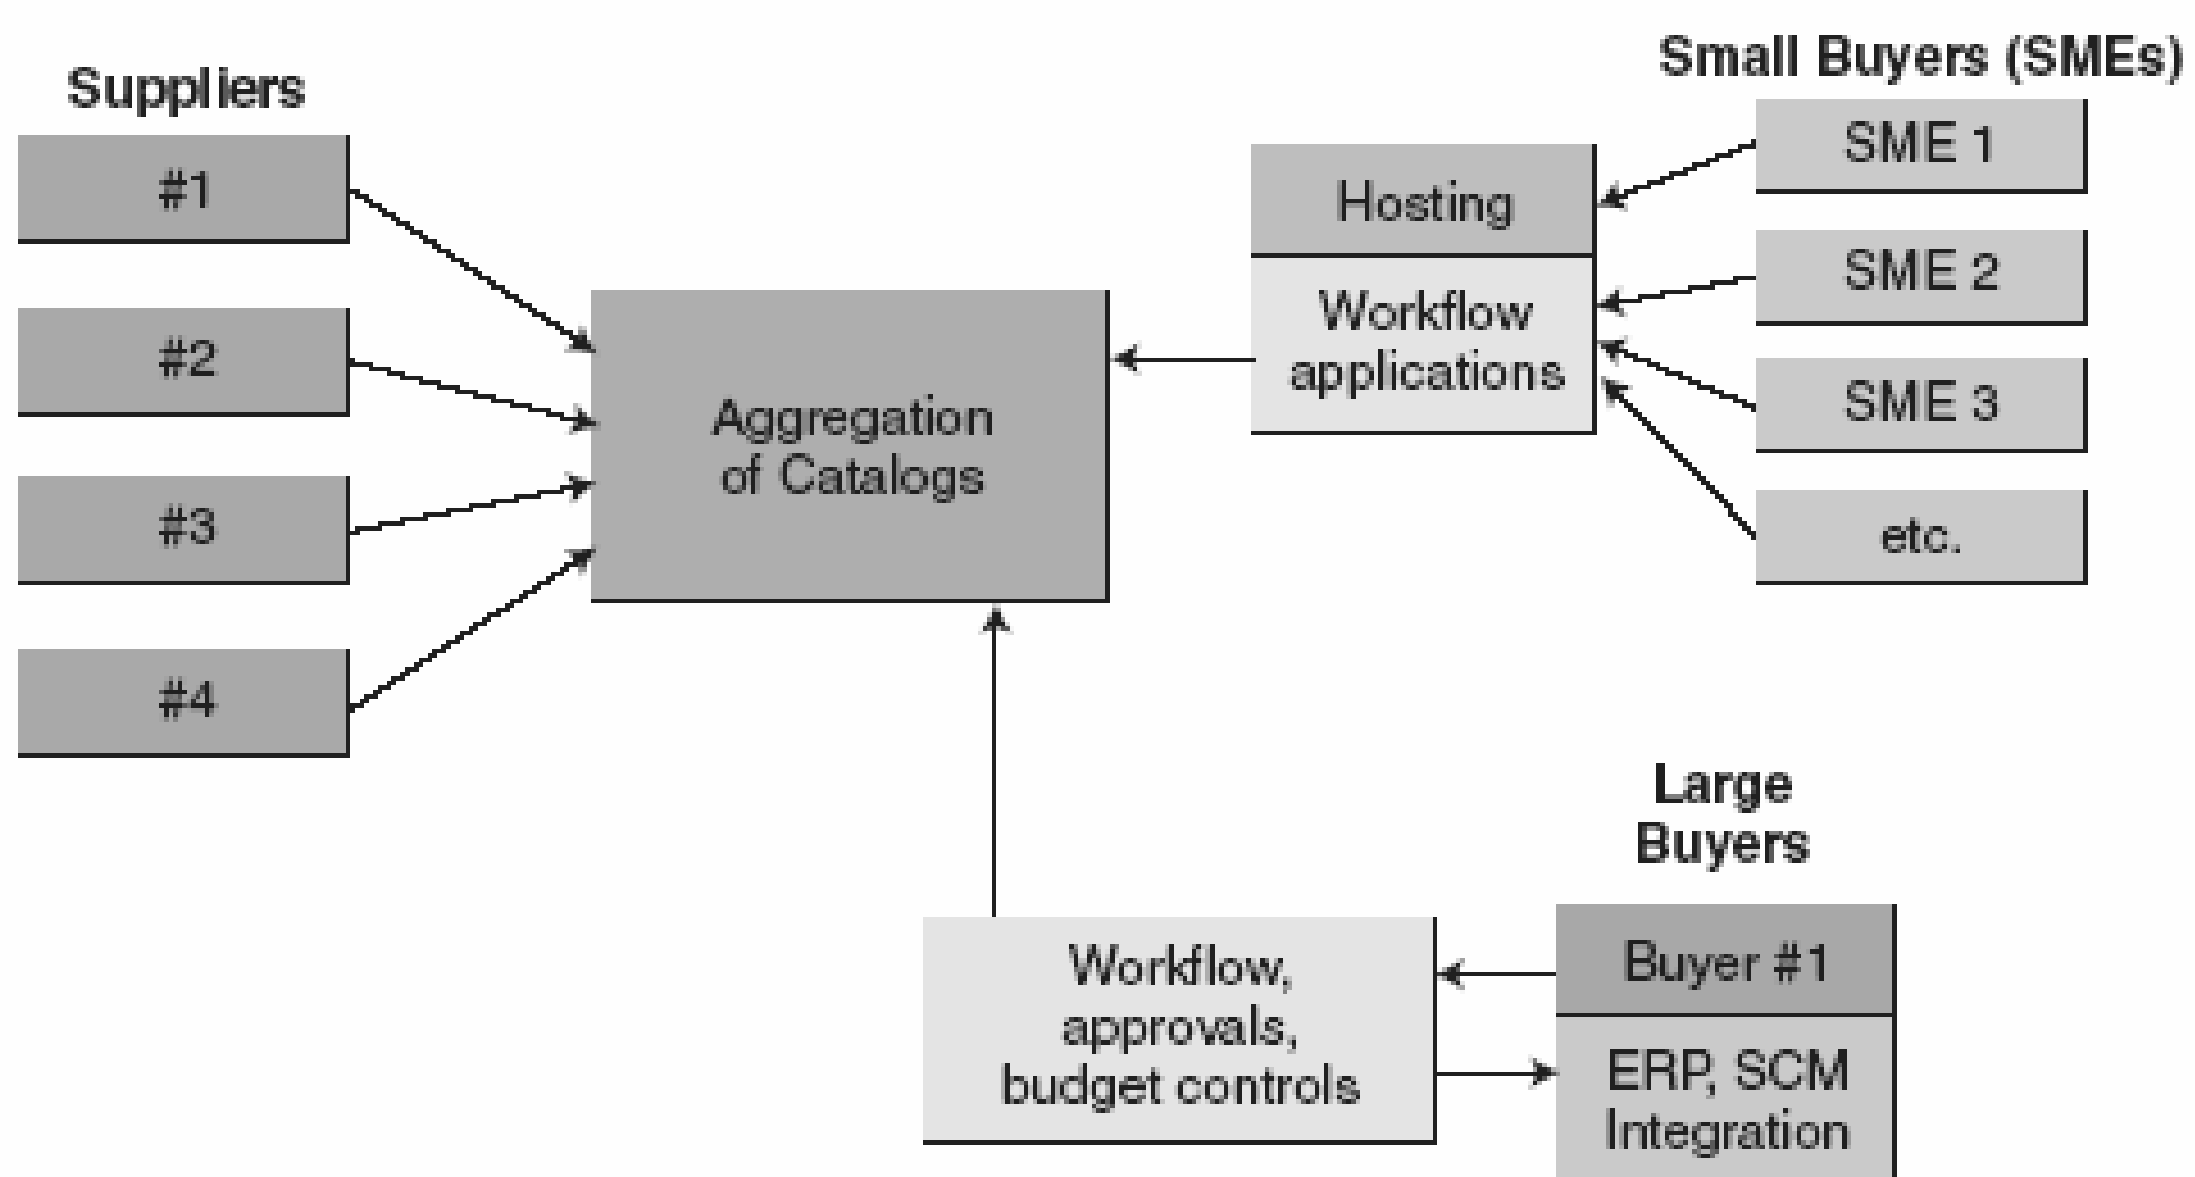 Suppliers
#1
#2
#3
#4
Aggregation
of Catalogs
Hosting
Workflow
applications
Small Buyers (SMEs)
SME 1
SME 2
SME 3
etc.
Large
Buyers
Workflow,
approvals,
budget controls
Buyer #1
ERP, SCM
Integration